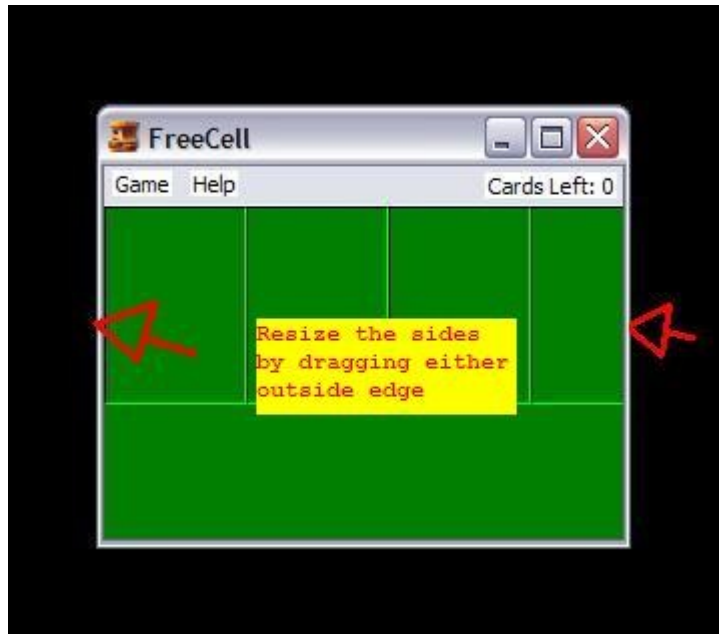 FreeCell
Game Help Cards Left: 0
Resize the sides
by dragging either
outside edge